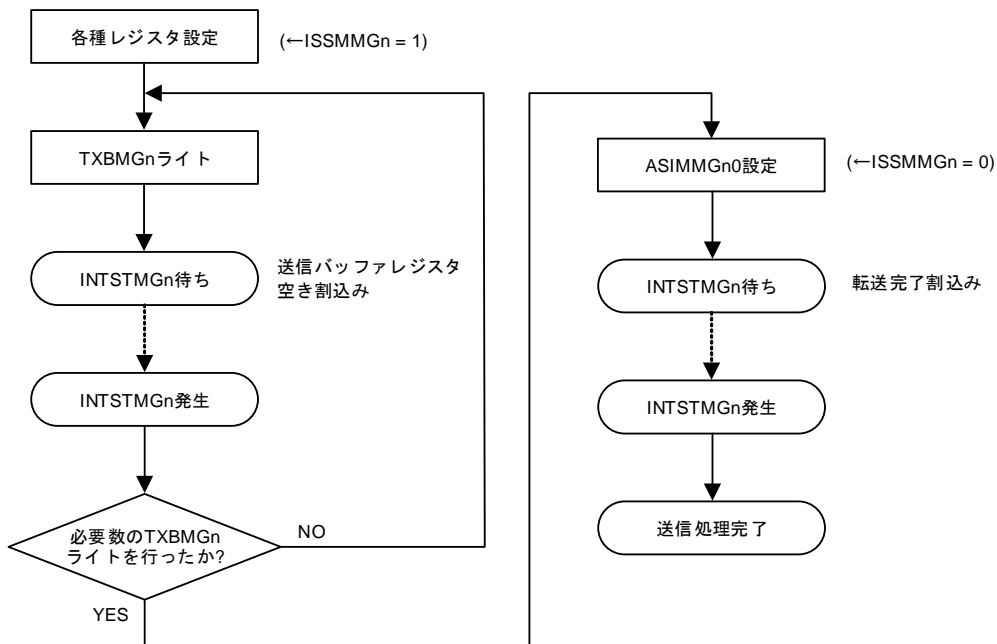 各種レジスタ設定
(←ISSMMGn = 1)
TXBMGnライト
INTSTMGn待ち
送信バッファレジスタ
空き割込み
INTSTMGn発生
必要数のTXBMGn
ライトを行ったか?
NO
YES
ASIMMGn0設定
(←ISSMMGn = 0)
INTSTMGn待ち
転送完了割込み
INTSTMGn発生
送信処理完了